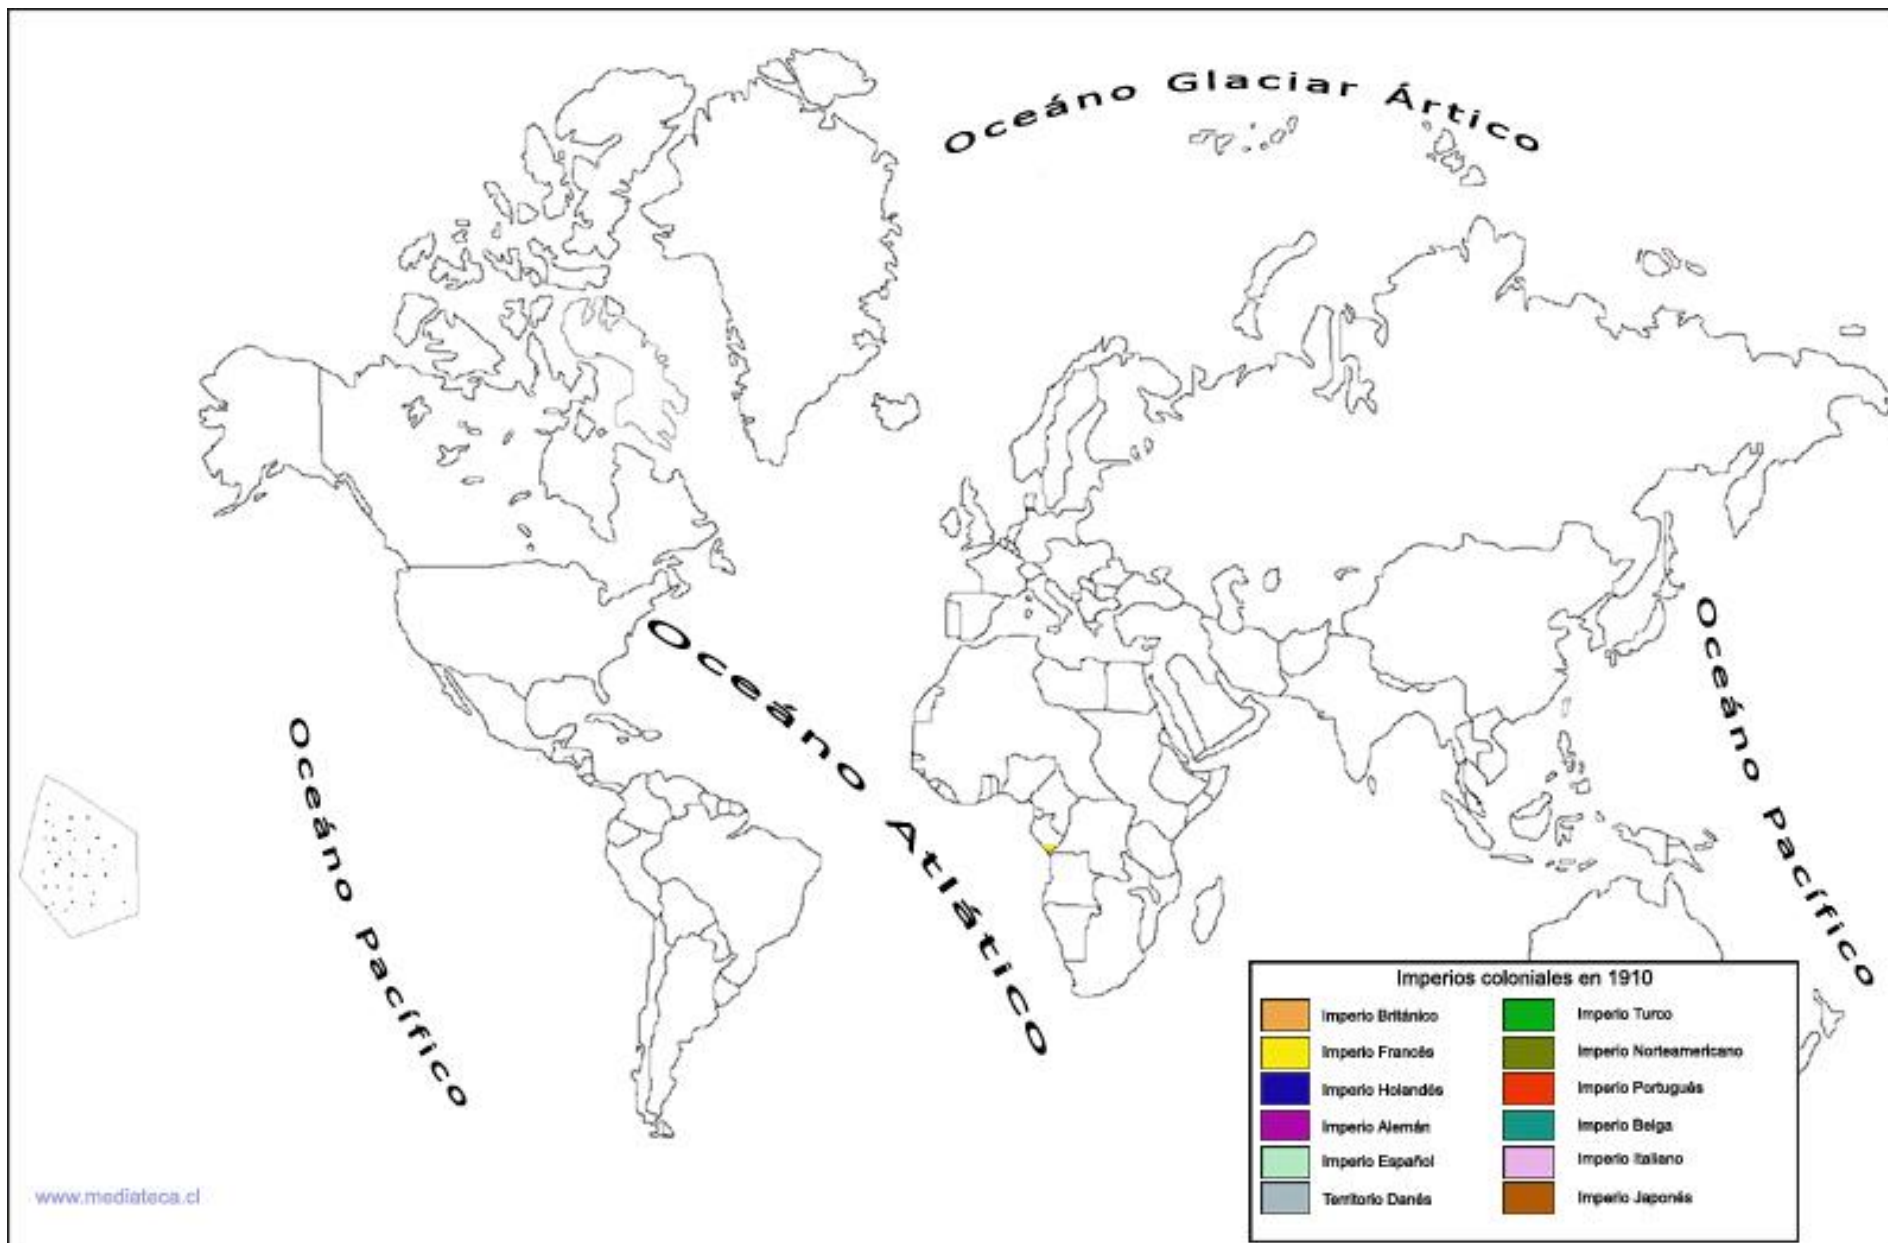 Oceáno Glaciar Ártico
Oceáno Atlático
Oceáno Pacífico
Oceáno Pacífico
Imperios coloniales en 1910
Imperio Británico
Imperio Francés
Imperio Holandés
Imperio Alemán
Imperio Español
Territorio Danés
Imperio Turco
Imperio Norteamericano
Imperio Portugués
Imperio Belga
Imperio Italiano
Imperio Japonés
www.mediateca.cl